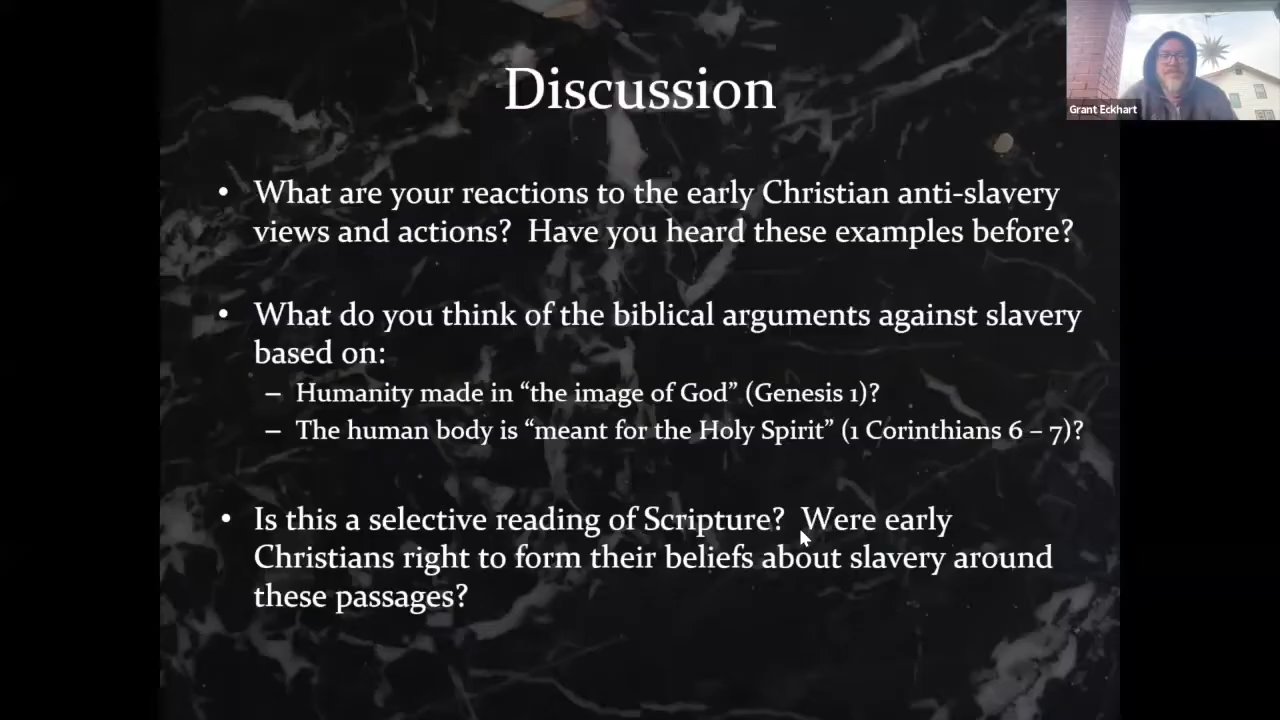 Discussion
Grant Eckhart
• What are your reactions to the early Christian anti-slavery
views and actions?  Have you heard these examples before?
• What do you think of the biblical arguments against slavery
based on:
– Humanity made in “the image of God” (Genesis 1)?
– The human body is “meant for the Holy Spirit” (1 Corinthians 6 – 7)?
• Is this a selective reading of Scripture?  Were early
Christians right to form their beliefs about slavery around
these passages?